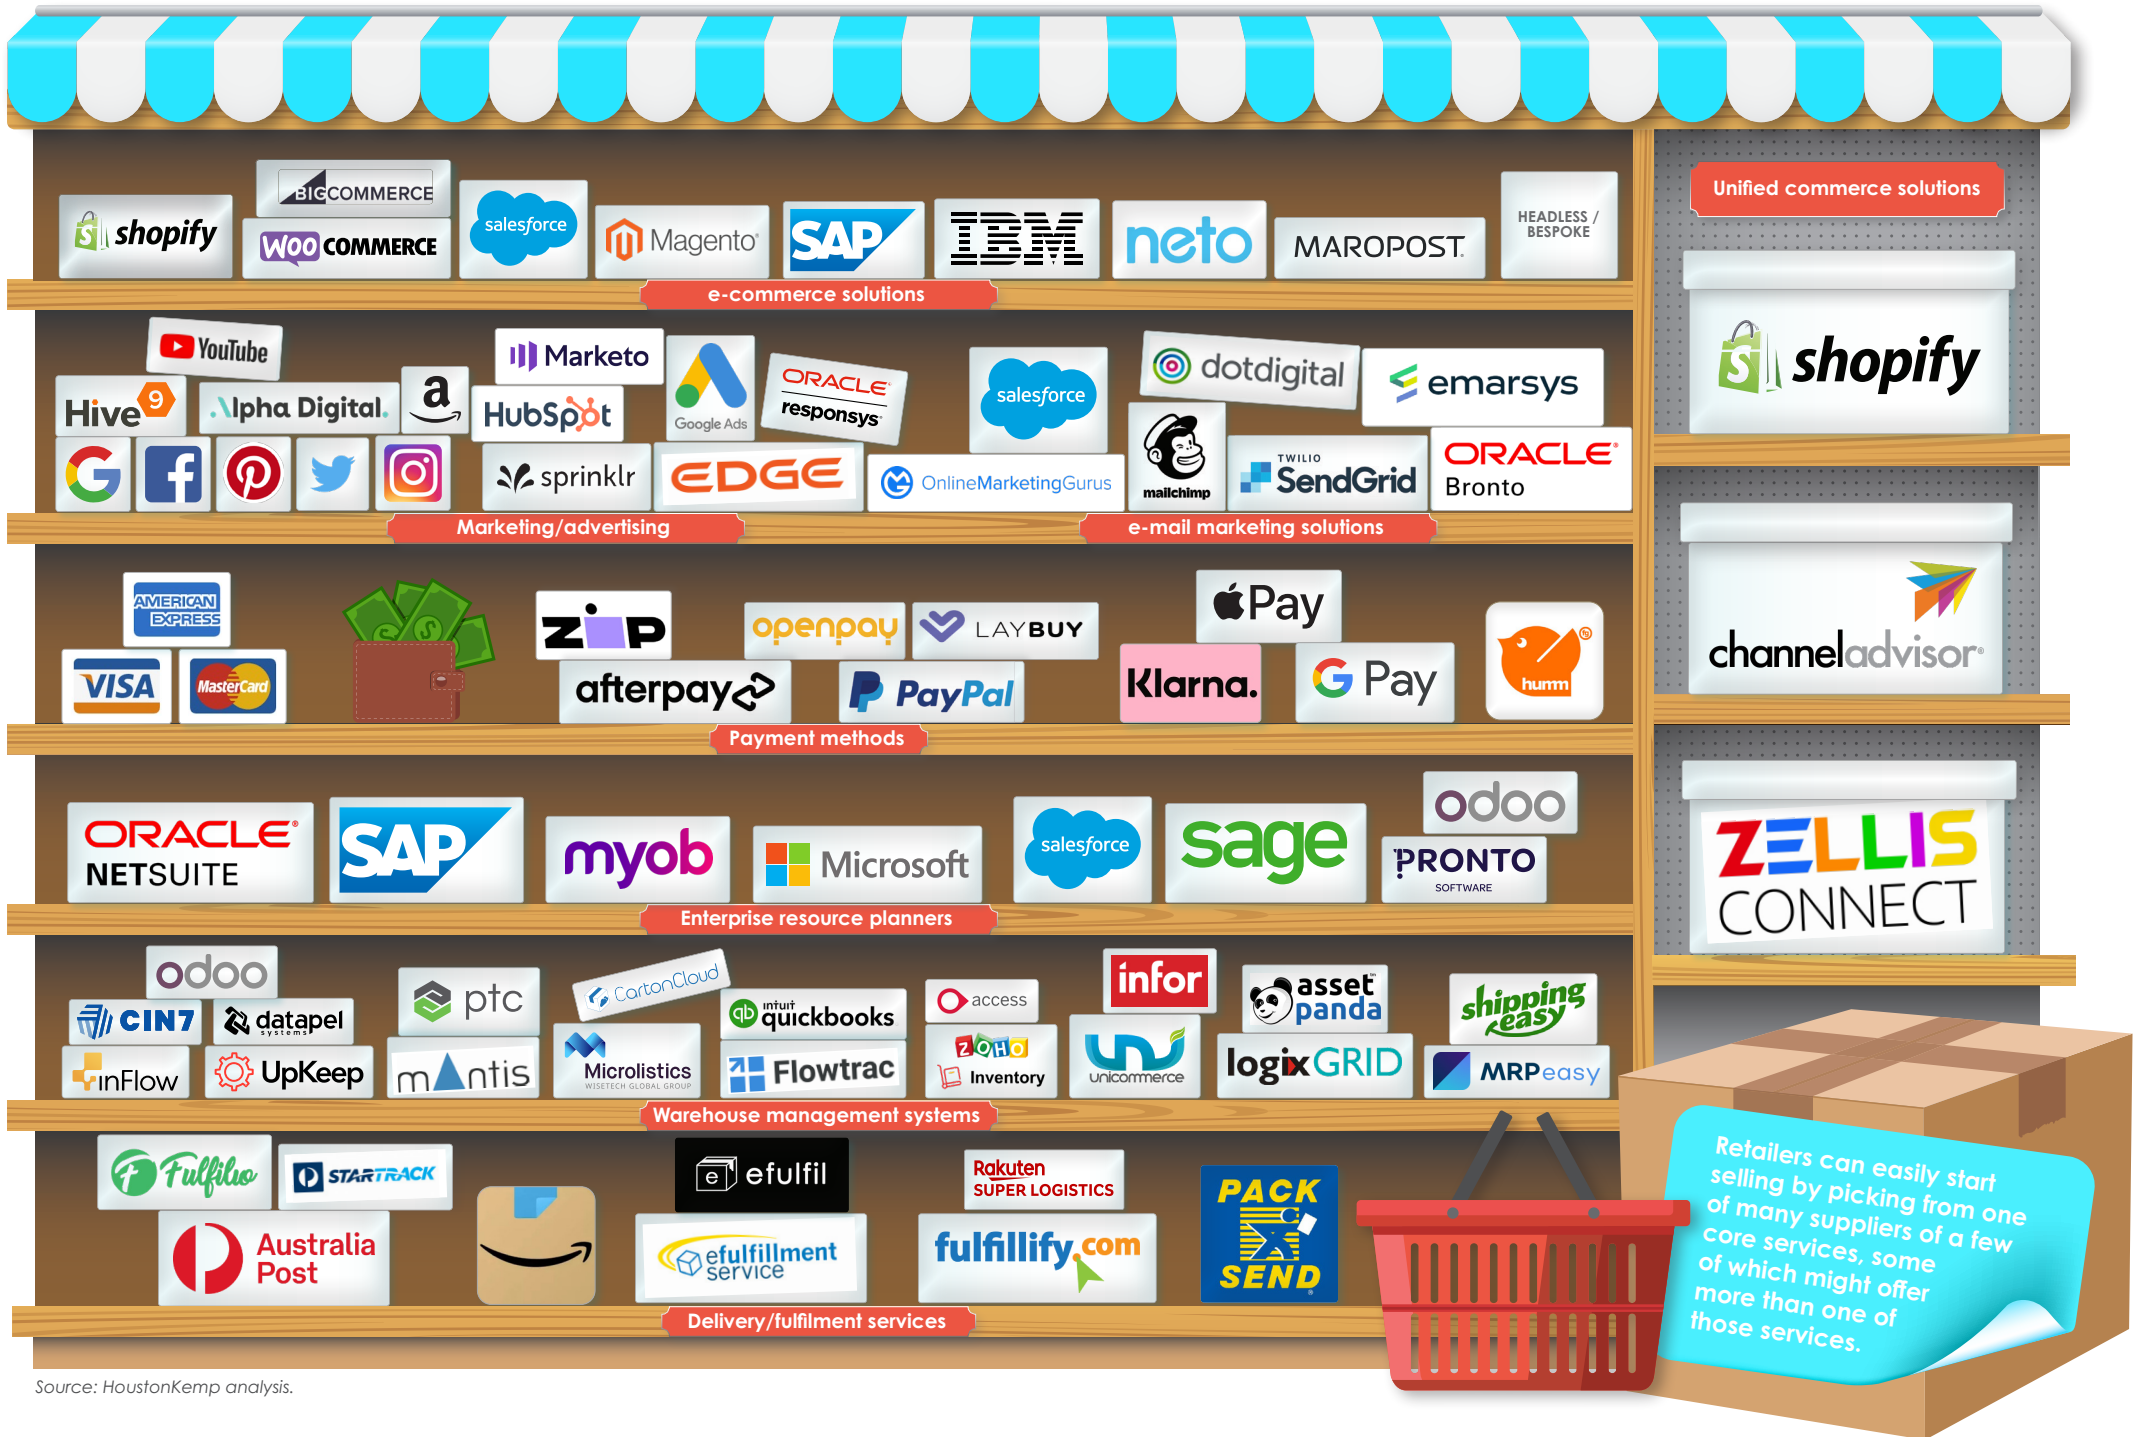 BIGCOMMERCE
shopify
WOO COMMERCE
salesforce
Magento
SAP
IBM
neto
MAROPOST
HEADLESS /
BESPOKE
e-commerce solutions
YouTube
Hive9
Alpha Digital.
a
Marketo
HubSpot
Google Ads
ORACLE
responsys
G
f
sprinklr
EDGE
salesforce
OnlineMarketingGurus
dotdigital
emarsys
mailchimp
TWILIO
SendGrid
ORACLE
Bronto
Marketing/advertising
e-mail marketing solutions
AMERICAN
EXPRESS
VISA
MasterCard
ZIP
afterpay
openpay
LAYBUY
PayPal
Pay
Klarna.
G Pay
humm
Payment methods
ORACLE
NETSUITE
SAP
myob
Microsoft
salesforce
sage
odoo
PRONTO
SOFTWARE
Enterprise resource planners
odoo
CIN7
datapel
systems
inFlow
UpKeep
ptc
mantis
CartonCloud
Microlistics
WISETECH GLOBAL GROUP
intuit
quickbooks
Flowtrac
access
ZOHO
Inventory
infor
unicommerce
asset
panda
logixGRID
shipping
easy
MRPeasy
Warehouse management systems
Fulfilio
STARTRACK
Australia
Post
efulfil
efulfillment
service
Rakuten
SUPER LOGISTICS
fulfillify.com
PACK
SEND
Delivery/fulfilment services
Unified commerce solutions
shopify
channeladvisor
ZELLIS
CONNECT
Retailers can easily start
selling by picking from one
of many suppliers of a few
core services, some
of which might offer
more than one of
those services.
Source: HoustonKemp analysis.